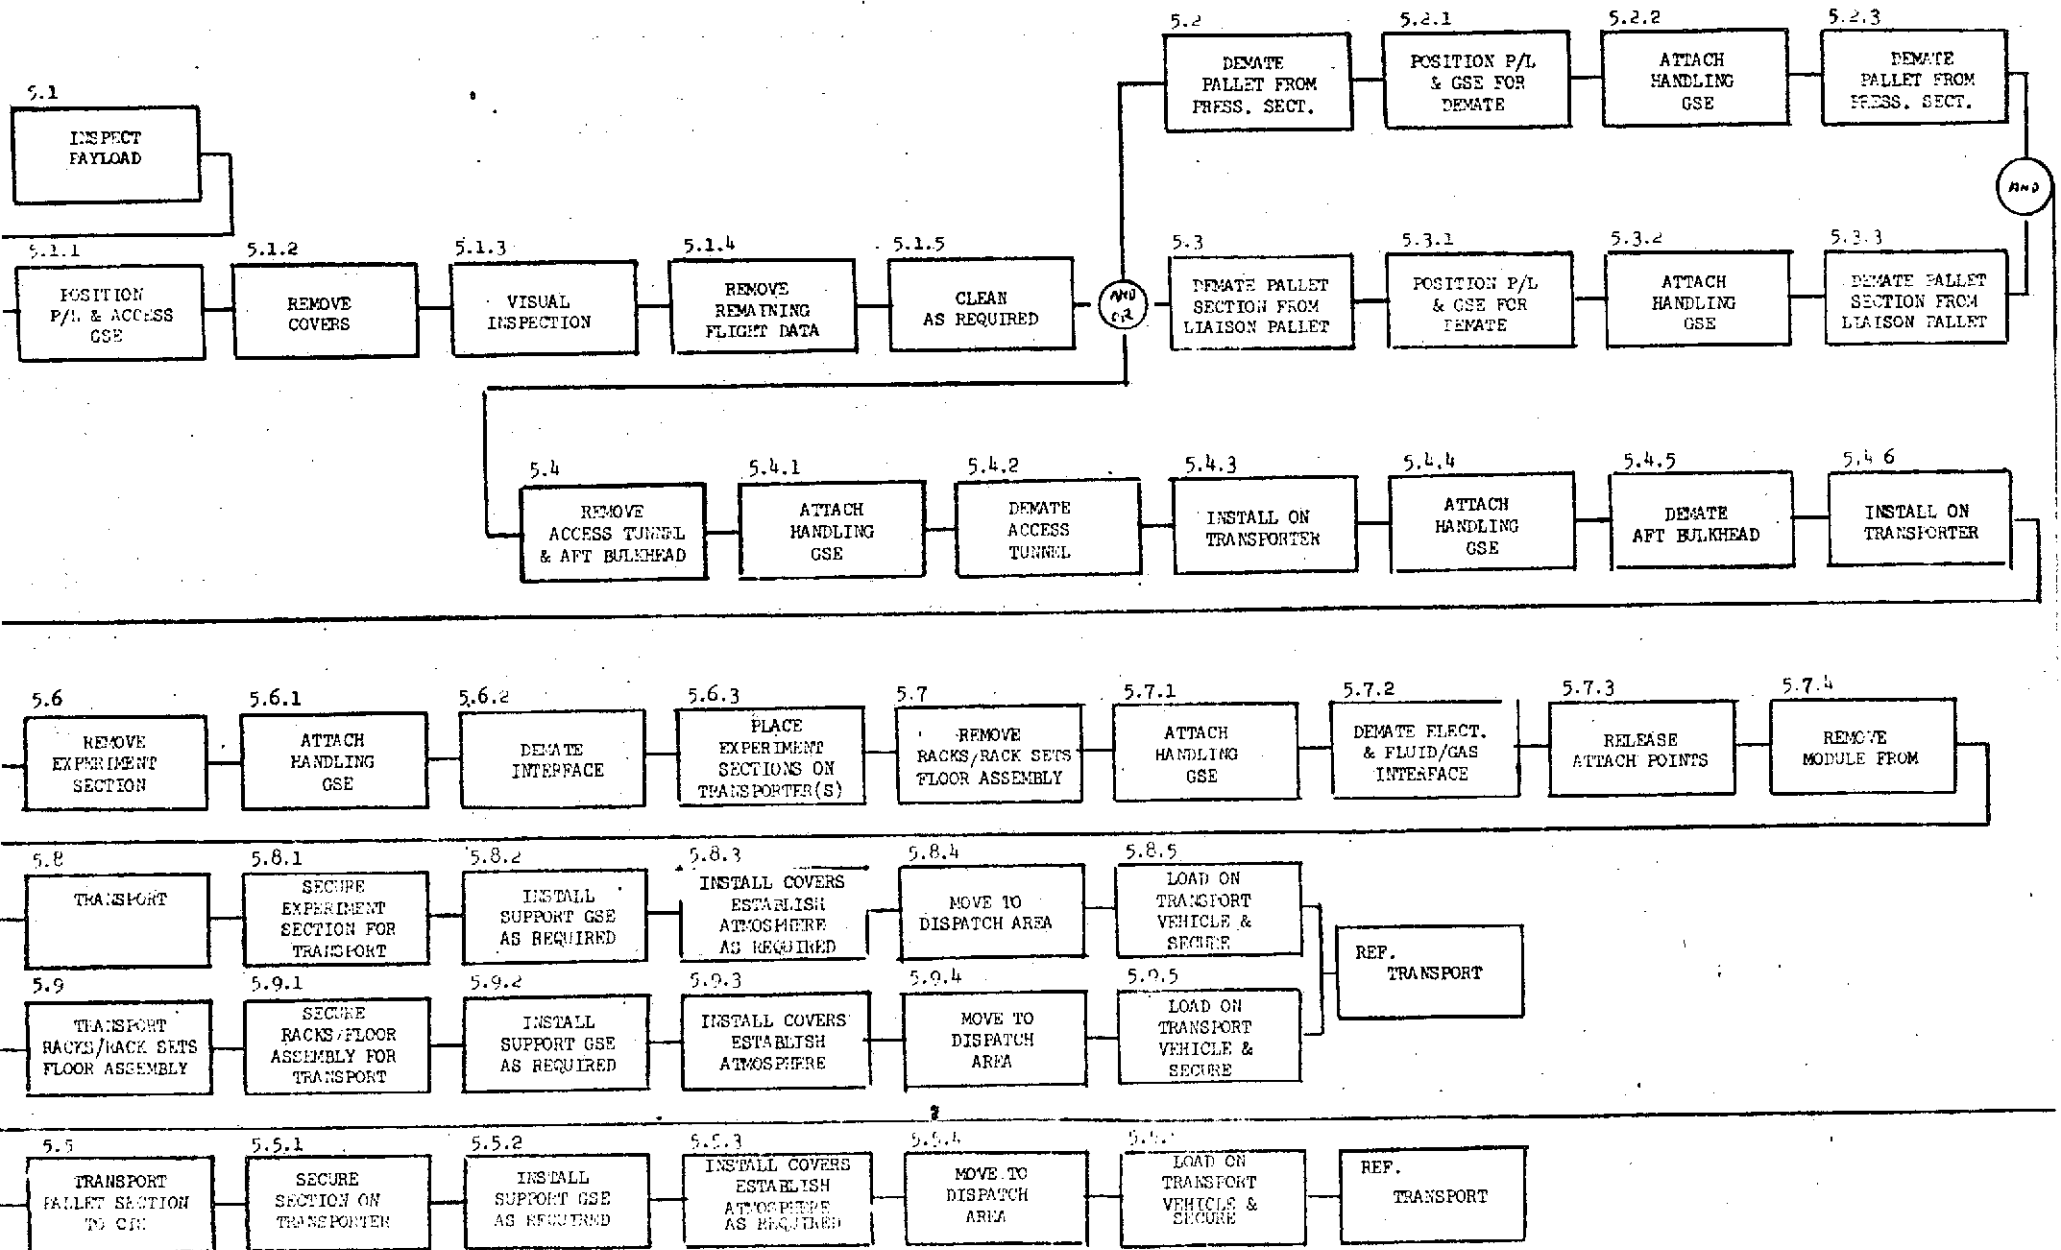 5.1
INSPECT
PAYLOAD
5.2
DEMATE
PALLET FROM
PRESS. SECT.
5.2.1
POSITION P/L
& GSE FOR
DEMATE
5.2.2
ATTACH
HANDLING
GSE
5.2.3
DEMATE
PALLET FROM
PRESS. SECT.
AND
5.1.1
POSITION
P/L & ACCESS
GSE
5.1.2
REMOVE
COVERS
5.1.3
VISUAL
INSPECTION
5.1.4
REMOVE
REMAINING
FLIGHT DATA
5.1.5
CLEAN
AS REQUIRED
AND
OR
5.3
DEMATE PALLET
SECTION FROM
LIAISON PALLET
5.3.1
POSITION P/L
& GSE FOR
DEMATE
5.3.2
ATTACH
HANDLING
GSE
5.3.3
DEMATE PALLET
SECTION FROM
LIAISON PALLET
5.4
REMOVE
ACCESS TUNNEL
& AFT BULKHEAD
5.4.1
ATTACH
HANDLING
GSE
5.4.2
DEMATE
ACCESS
TUNNEL
5.4.3
INSTALL ON
TRANSPORTER
5.4.4
ATTACH
HANDLING
GSE
5.4.5
DEMATE
AFT BULKHEAD
5.4 6
INSTALL ON
TRANSPORTER
5.6
REMOVE
EXPERIMENT
SECTION
5.6.1
ATTACH
HANDLING
GSE
5.6.2
DEMATE
INTERFACE
5.6.3
PLACE
EXPERIMENT
SECTIONS ON
TRANSPORTER(S)
5.7
REMOVE
RACKS/RACK SETS
FLOOR ASSEMBLY
5.7.1
ATTACH
HANDLING
GSE
5.7.2
DEMATE ELECT.
& FLUID/GAS
INTERFACE
5.7.3
RELEASE
ATTACH POINTS
5.7.4
REMOVE
MODULE FROM
5.8
TRANSPORT
5.8.1
SECURE
EXPERIMENT
SECTION FOR
TRANSPORT
5.8.2
INSTALL
SUPPORT GSE
AS REQUIRED
5.8.3
INSTALL COVERS
ESTABLISH
ATMOSPHERE
AS REQUIRED
5.8.4
MOVE TO
DISPATCH AREA
5.8.5
LOAD ON
TRANSPORT
VEHICLE &
SECURE
REF.
TRANSPORT
5.9
TRANSPORT
RACKS/RACK SETS
FLOOR ASSEMBLY
5.9.1
SECURE
RACKS/FLOOR
ASSEMBLY FOR
TRANSPORT
5.9.2
INSTALL
SUPPORT GSE
AS REQUIRED
5.9.3
INSTALL COVERS
ESTABLISH
ATMOSPHERE
5.9.4
MOVE TO
DISPATCH
AREA
5.9.5
LOAD ON
TRANSPORT
VEHICLE &
SECURE
5.5
TRANSPORT
PALLET SECTION
TO
5.5.1
SECURE
SECTION ON
TRANSPORTER
5.5.2
INSTALL
SUPPORT GSE
AS REQUIRED
5.5.3
INSTALL COVERS
ESTABLISH
ATMOSPHERE
AS REQUIRED
5.5.4
MOVE TO
DISPATCH
AREA
LOAD ON
TRANSPORT
VEHICLE &
SECURE
REF.
TRANSPORT